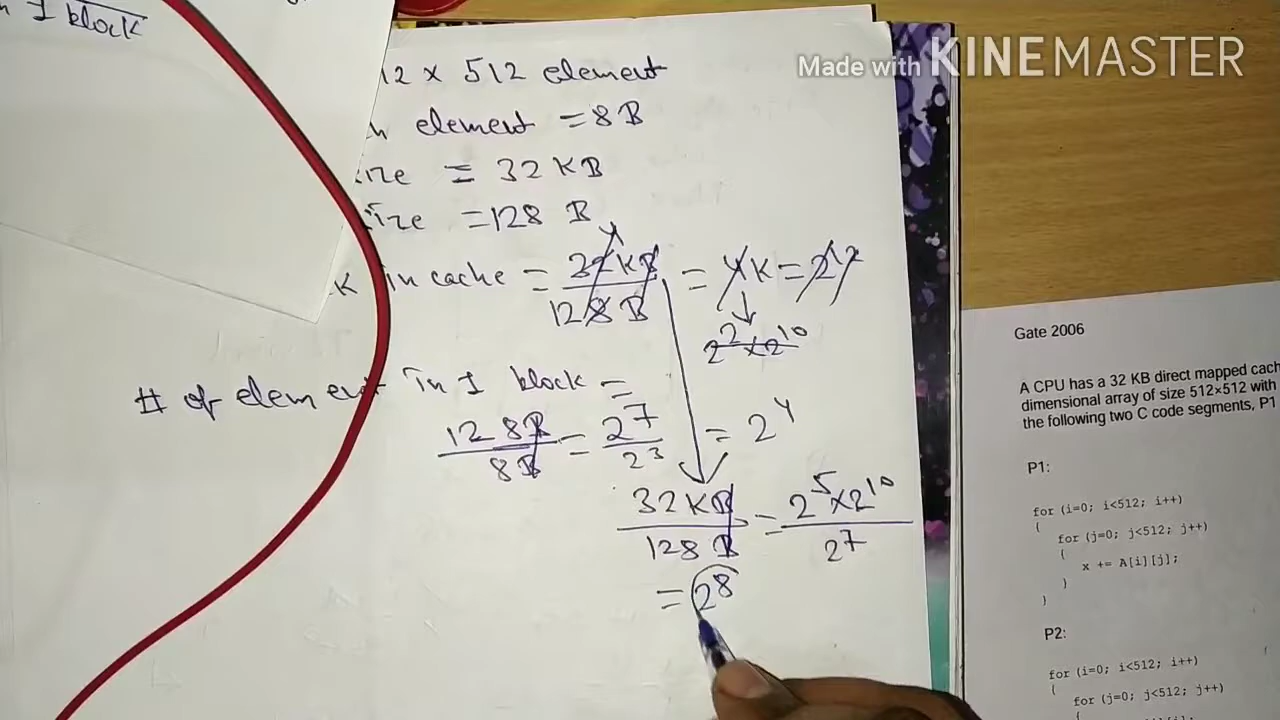 1 block
Made with KINEMASTER
12 x 512 element
element = 8 B
= 32 KB
= 128 B
in cache = 32 KB / 128 B = 4K = 2^12
2^2 x 2^10
# of element in 1 block =
128 B / 8 B = 2^7 / 2^3 = 2^4
32 KB / 128 B = 2^5 x 2^10 / 2^7
= 2^8
Gate 2006
A CPU has a 32 KB direct mapped cach
dimensional array of size 512×512 with
the following two C code segments, P1
P1:
for (i=0; i<512; i++)
{
for (j=0; j<512; j++)
{
x += A[i][j];
}
}
P2:
for (i=0; i<512; i++)
{
for (j=0; j<512; j++)
{